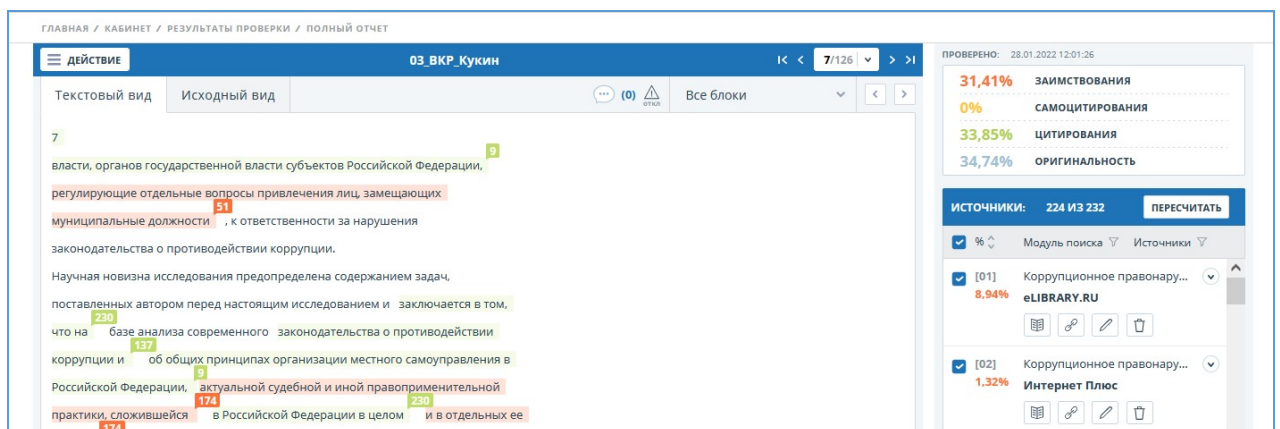 ГЛАВНАЯ / КАБИНЕТ / РЕЗУЛЬТАТЫ ПРОВЕРКИ / ПОЛНЫЙ ОТЧЕТ
ДЕЙСТВИЕ
03_ВКР_Кукин
7/126
Текстовый вид
Исходный вид
(0)
откл
Все блоки
7
9
власти, органов государственной власти субъектов Российской Федерации,
регулирующие отдельные вопросы привлечения лиц, замещающих
51
муниципальные должности , к ответственности за нарушения
законодательства о противодействии коррупции.
Научная новизна исследования предопределена содержанием задач,
поставленных автором перед настоящим исследованием и заключается в том,
230
что на базе анализа современного законодательства о противодействии
137
коррупции и об общих принципах организации местного самоуправления в
9
Российской Федерации, актуальной судебной и иной правоприменительной
174 230
практики, сложившейся в Российской Федерации в целом и в отдельных ее
174
ПРОВЕРЕНО: 28.01.2022 12:01:26
31,41% ЗАИМСТВОВАНИЯ
0% САМОЦИТИРОВАНИЯ
33,85% ЦИТИРОВАНИЯ
34,74% ОРИГИНАЛЬНОСТЬ
ИСТОЧНИКИ: 224 ИЗ 232 ПЕРЕСЧИТАТЬ
% Модуль поиска Источники
[01] Коррупционное правонару...
8,94% eLIBRARY.RU
[02] Коррупционное правонару...
1,32% Интернет Плюс